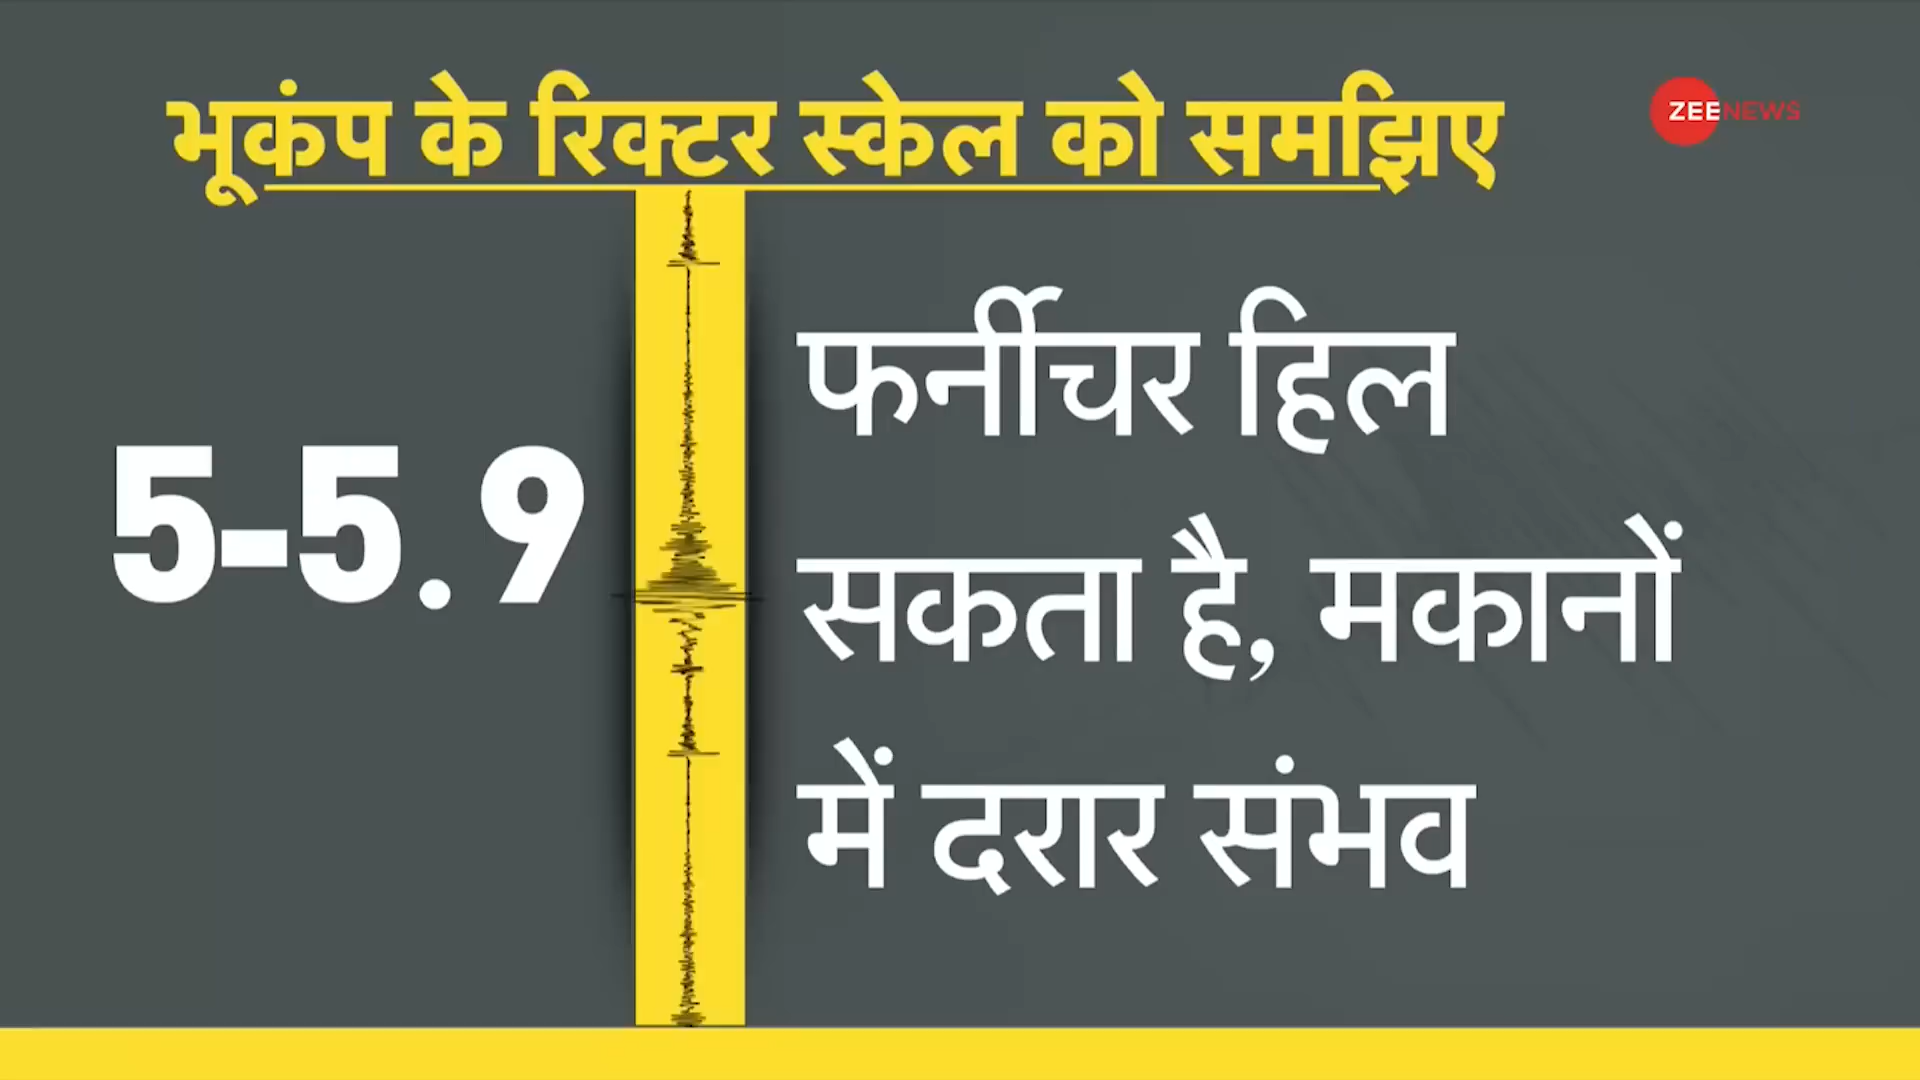 भूकंप के रिक्टर स्केल को समझिए
ZEENEWS
5-5.9
फर्नीचर हिल
सकता है, मकानों
में दरार संभव